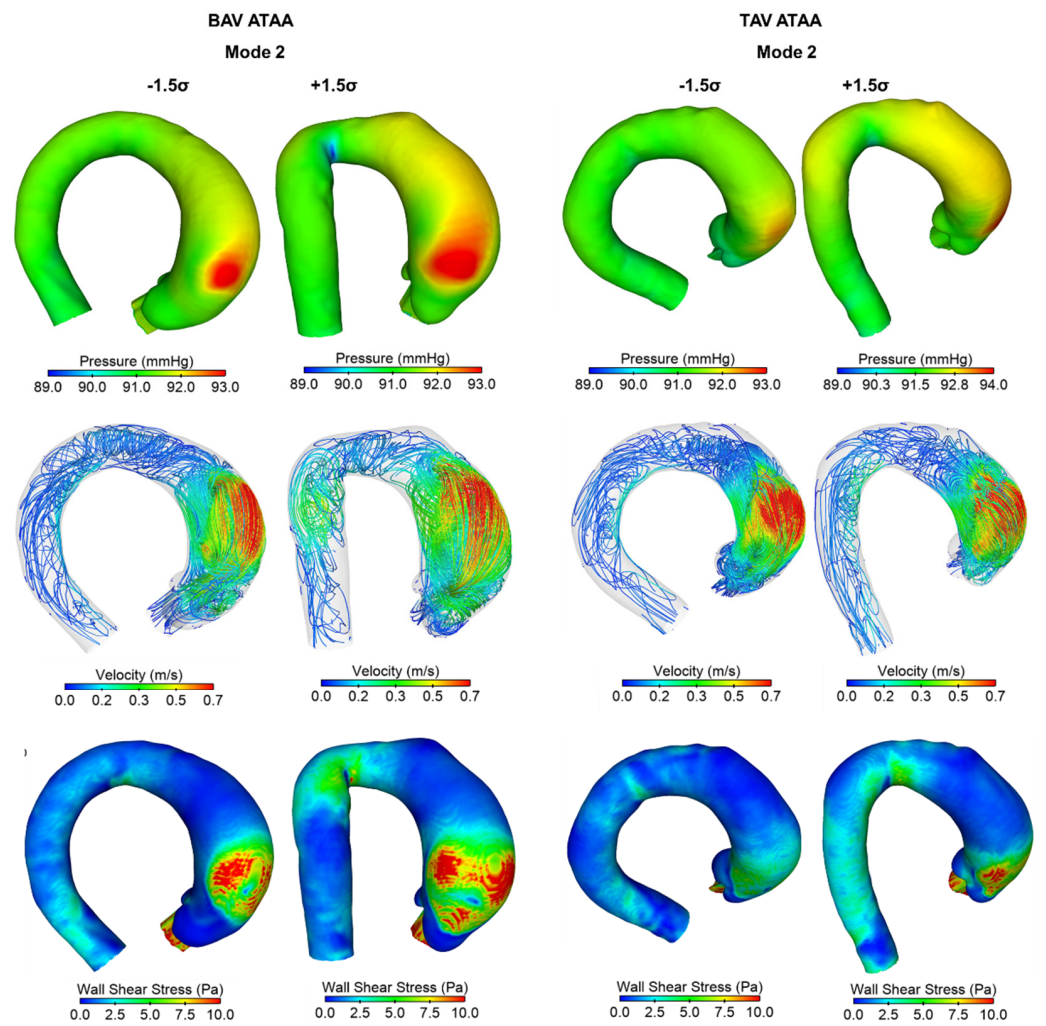 BAV ATAA
TAV ATAA
Mode 2
Mode 2
-1.5σ
+1.5σ
-1.5σ
+1.5σ
Pressure (mmHg)
89.0 90.0 91.0 92.0 93.0
Pressure (mmHg)
89.0 90.0 91.0 92.0 93.0
Pressure (mmHg)
89.0 90.0 91.0 92.0 93.0
Pressure (mmHg)
89.0 90.3 91.5 92.8 94.0
Velocity (m/s)
0.0 0.2 0.3 0.5 0.7
Velocity (m/s)
0.0 0.2 0.3 0.5 0.7
Velocity (m/s)
0.0 0.2 0.3 0.5 0.7
Velocity (m/s)
0.0 0.2 0.3 0.5 0.7
Wall Shear Stress (Pa)
0.0 2.5 5.0 7.5 10.0
Wall Shear Stress (Pa)
0.0 2.5 5.0 7.5 10.0
Wall Shear Stress (Pa)
0.0 2.5 5.0 7.5 10.0
Wall Shear Stress (Pa)
0.0 2.5 5.0 7.5 10.0